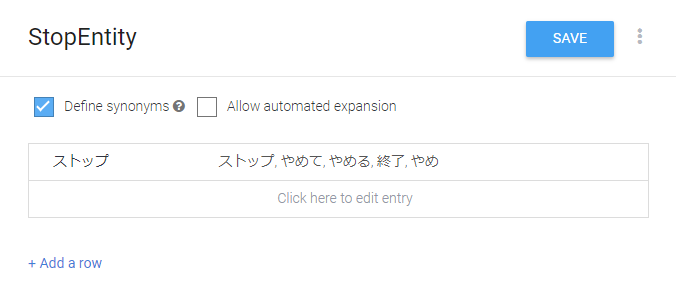 StopEntity
SAVE
Define synonyms ? Allow automated expansion
ストップ ストップ, やめて, やめる, 終了, やめ
Click here to edit entry
+ Add a row